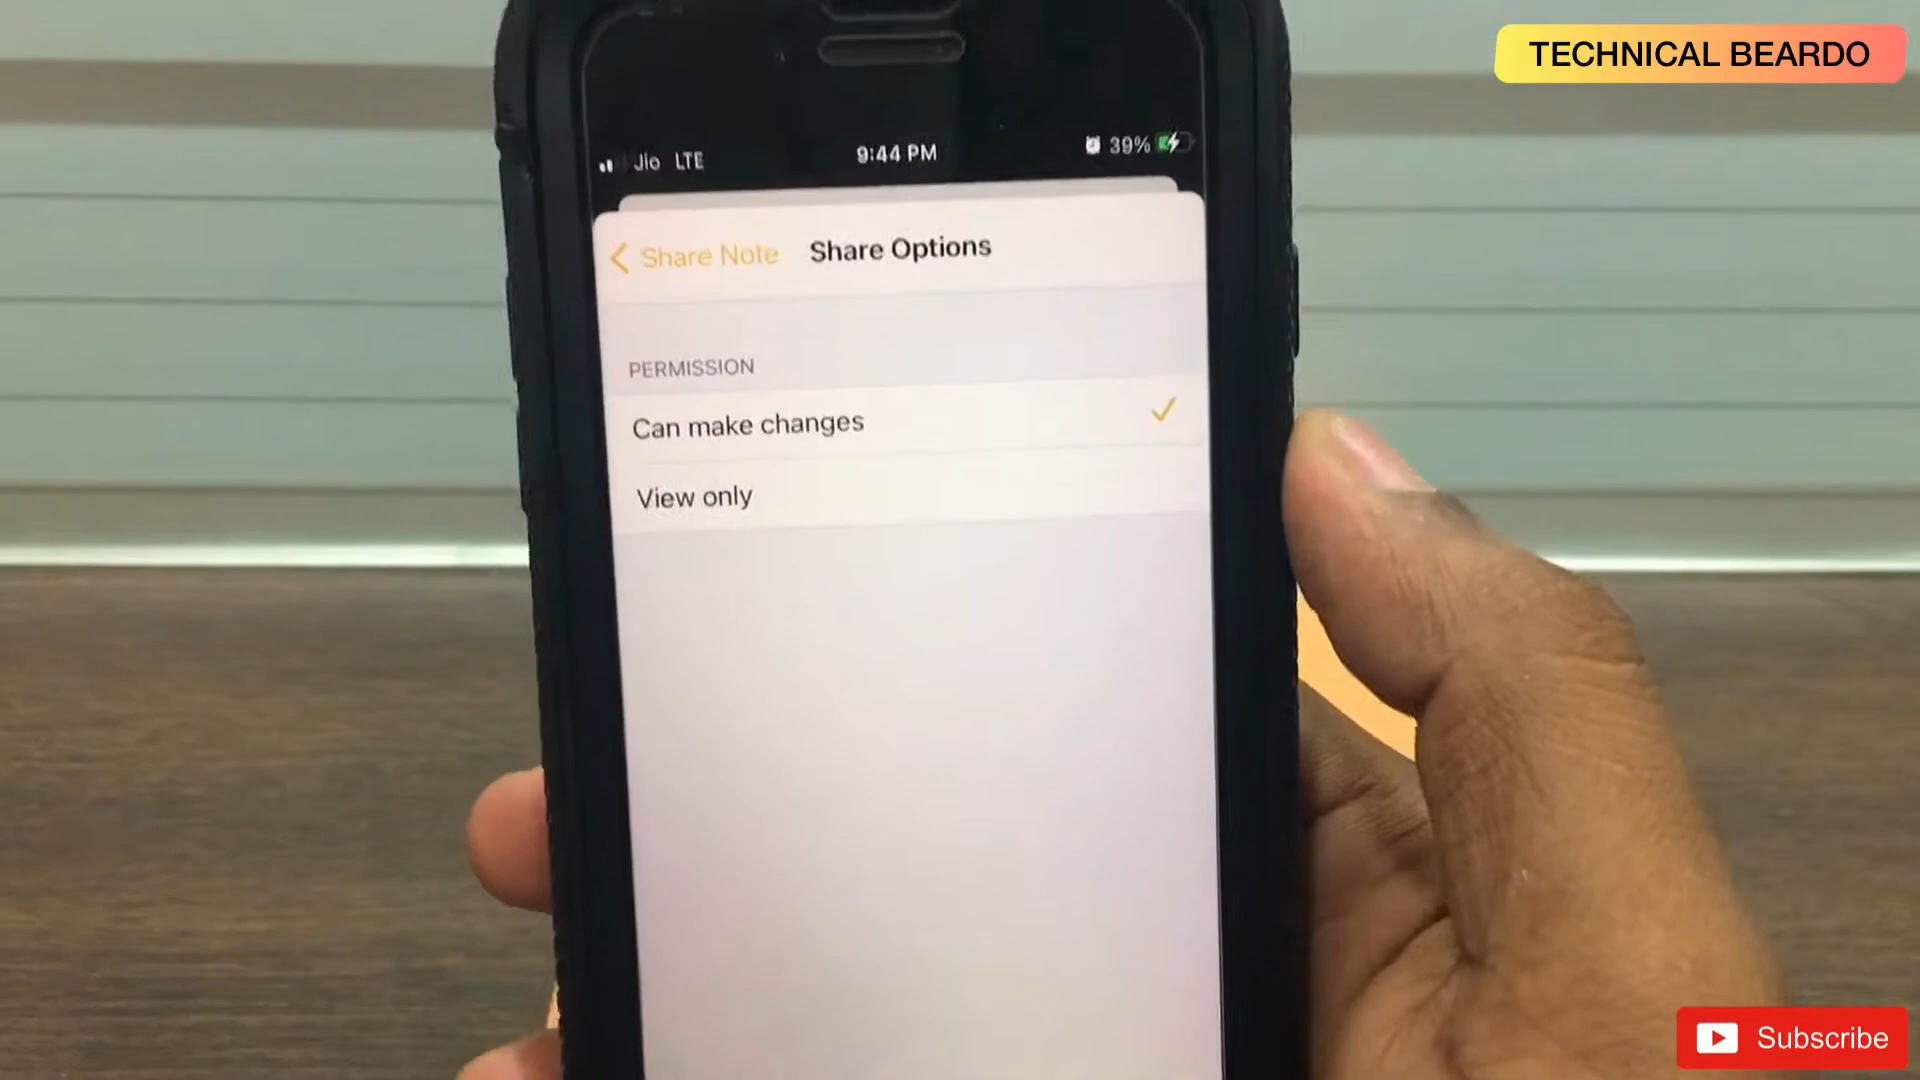 TECHNICAL BEARDO
Jio LTE 9:44 PM 39%
Share Note Share Options
PERMISSION
Can make changes
View only
Subscribe